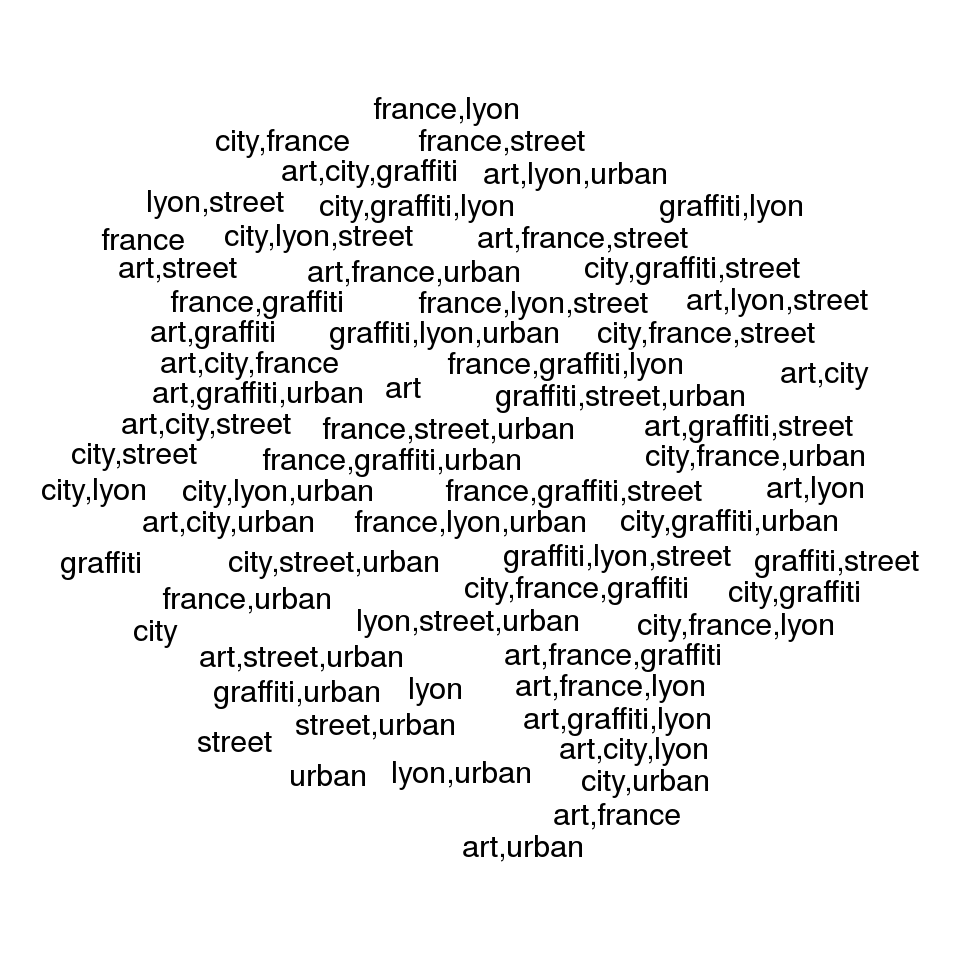 france,lyon
city,france france,street
art,city,graffiti art,lyon,urban
lyon,street city,graffiti,lyon graffiti,lyon
france city,lyon,street art,france,street
art,street art,france,urban city,graffiti,street
france,graffiti france,lyon,street art,lyon,street
art,graffiti graffiti,lyon,urban city,france,street
art,city,france france,graffiti,lyon art,city
art,graffiti,urban art graffiti,street,urban
art,city,street france,street,urban art,graffiti,street
city,street france,graffiti,urban city,france,urban
city,lyon city,lyon,urban france,graffiti,street art,lyon
art,city,urban france,lyon,urban city,graffiti,urban
graffiti city,street,urban graffiti,lyon,street graffiti,street
france,urban city,france,graffiti city,graffiti
city lyon,street,urban city,france,lyon
art,street,urban art,france,graffiti
graffiti,urban lyon art,france,lyon
street,urban art,graffiti,lyon
street art,city,lyon
urban lyon,urban city,urban
art,france
art,urban